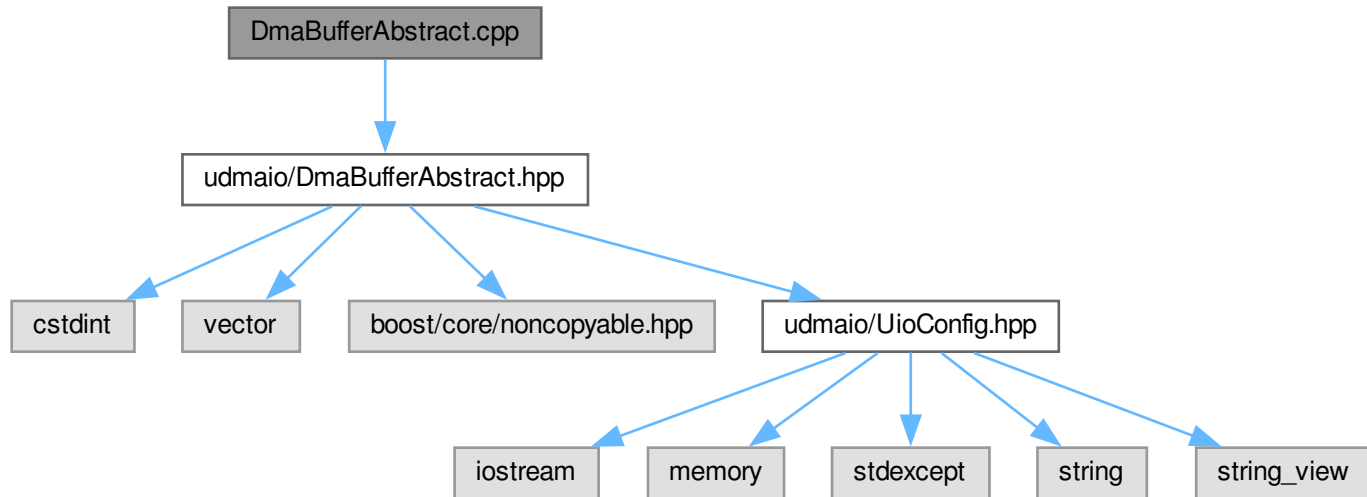 DmaBufferAbstract.cpp
udmaio/DmaBufferAbstract.hpp
cstdint
vector
boost/core/noncopyable.hpp
udmaio/UioConfig.hpp
iostream
memory
stdexcept
string
string_view